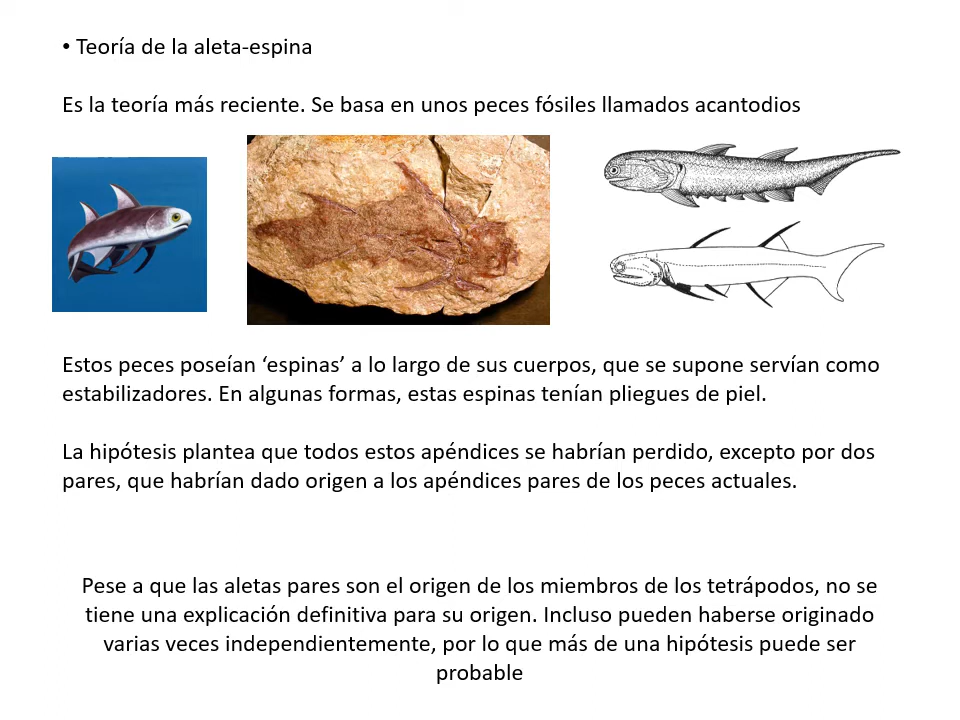 • Teoría de la aleta-espina
Es la teoría más reciente. Se basa en unos peces fósiles llamados acantodios
Estos peces poseían ‘espinas’ a lo largo de sus cuerpos, que se supone servían como
estabilizadores. En algunas formas, estas espinas tenían pliegues de piel.
La hipótesis plantea que todos estos apéndices se habrían perdido, excepto por dos
pares, que habrían dado origen a los apéndices pares de los peces actuales.
Pese a que las aletas pares son el origen de los miembros de los tetrápodos, no se
tiene una explicación definitiva para su origen. Incluso pueden haberse originado
varias veces independientemente, por lo que más de una hipótesis puede ser
probable